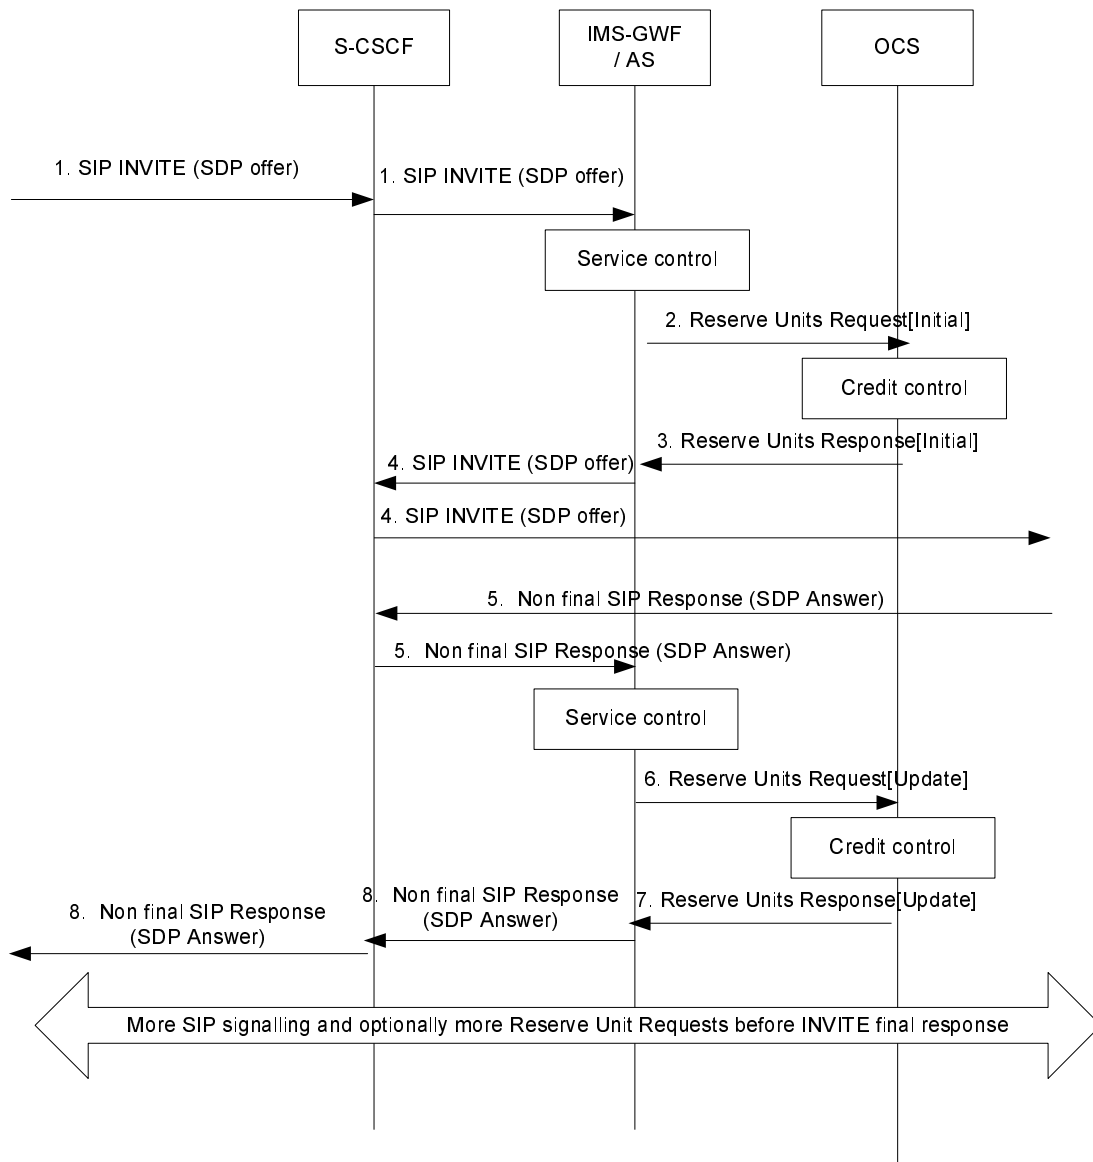 S-CSCF
IMS-GWF
/ AS
OCS
1. SIP INVITE (SDP offer)
1. SIP INVITE (SDP offer)
Service control
2. Reserve Units Request[Initial]
Credit control
3. Reserve Units Response[Initial]
4. SIP INVITE (SDP offer)
4. SIP INVITE (SDP offer)
5. Non final SIP Response (SDP Answer)
5. Non final SIP Response (SDP Answer)
Service control
6. Reserve Units Request[Update]
Credit control
7. Reserve Units Response[Update]
8. Non final SIP Response
(SDP Answer)
8. Non final SIP Response
(SDP Answer)
More SIP signalling and optionally more Reserve Unit Requests before INVITE final response